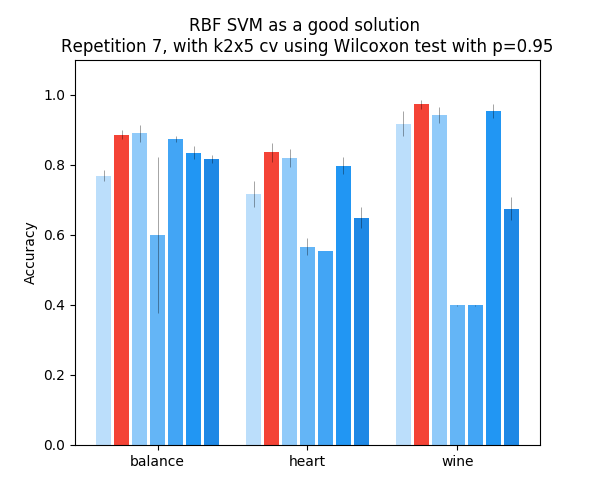 RBF SVM as a good solution
Repetition 7, with k2x5 cv using Wilcoxon test with p=0.95
Accuracy
1.0
0.8
0.6
0.4
0.2
0.0
balance heart wine